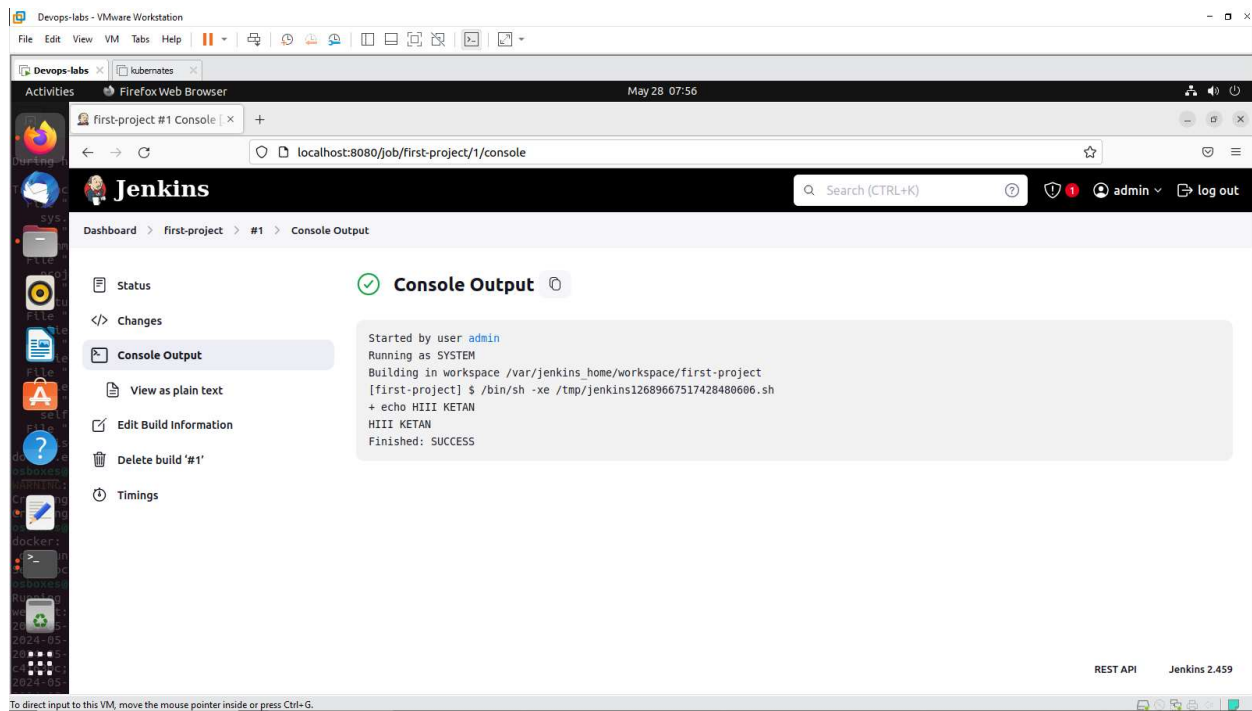 Devops-labs - VMware Workstation
File Edit View VM Tabs Help
Devops-labs kubernates
Activities Firefox Web Browser May 28 07:56
first-project #1 Console
localhost:8080/job/first-project/1/console
Jenkins Search (CTRL+K) 1 admin log out
Dashboard > first-project > #1 > Console Output
Status
Changes
Console Output
View as plain text
Edit Build Information
Delete build '#1'
Timings
Console Output
Started by user admin
Running as SYSTEM
Building in workspace /var/jenkins_home/workspace/first-project
[first-project] $ /bin/sh -xe /tmp/jenkins12689667517428480606.sh
+ echo HIII KETAN
HIII KETAN
Finished: SUCCESS
REST API Jenkins 2.459
To direct input to this VM, move the mouse pointer inside or press Ctrl+G.